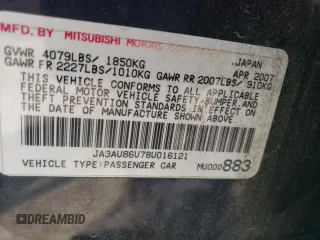 MFD. BY MITSUBISHI MOTORS CORPORATION, JAPAN
GVWR 4079LBS/ 1850KG APR 2007
GAWR FR 2227LBS/1010KG GAWR RR 2007LBS/ 910KG
THIS VEHICLE CONFORMS TO ALL APPLICABLE
FEDERAL MOTOR VEHICLE SAFETY, BUMPER, AND
THEFT PREVENTION STANDARDS IN EFFECT ON THE
DATE OF MANUFACTURE SHOWN ABOVE.
JA3AU86U78U016121
VEHICLE TYPE: PASSENGER CAR MU000883
DREAMBID